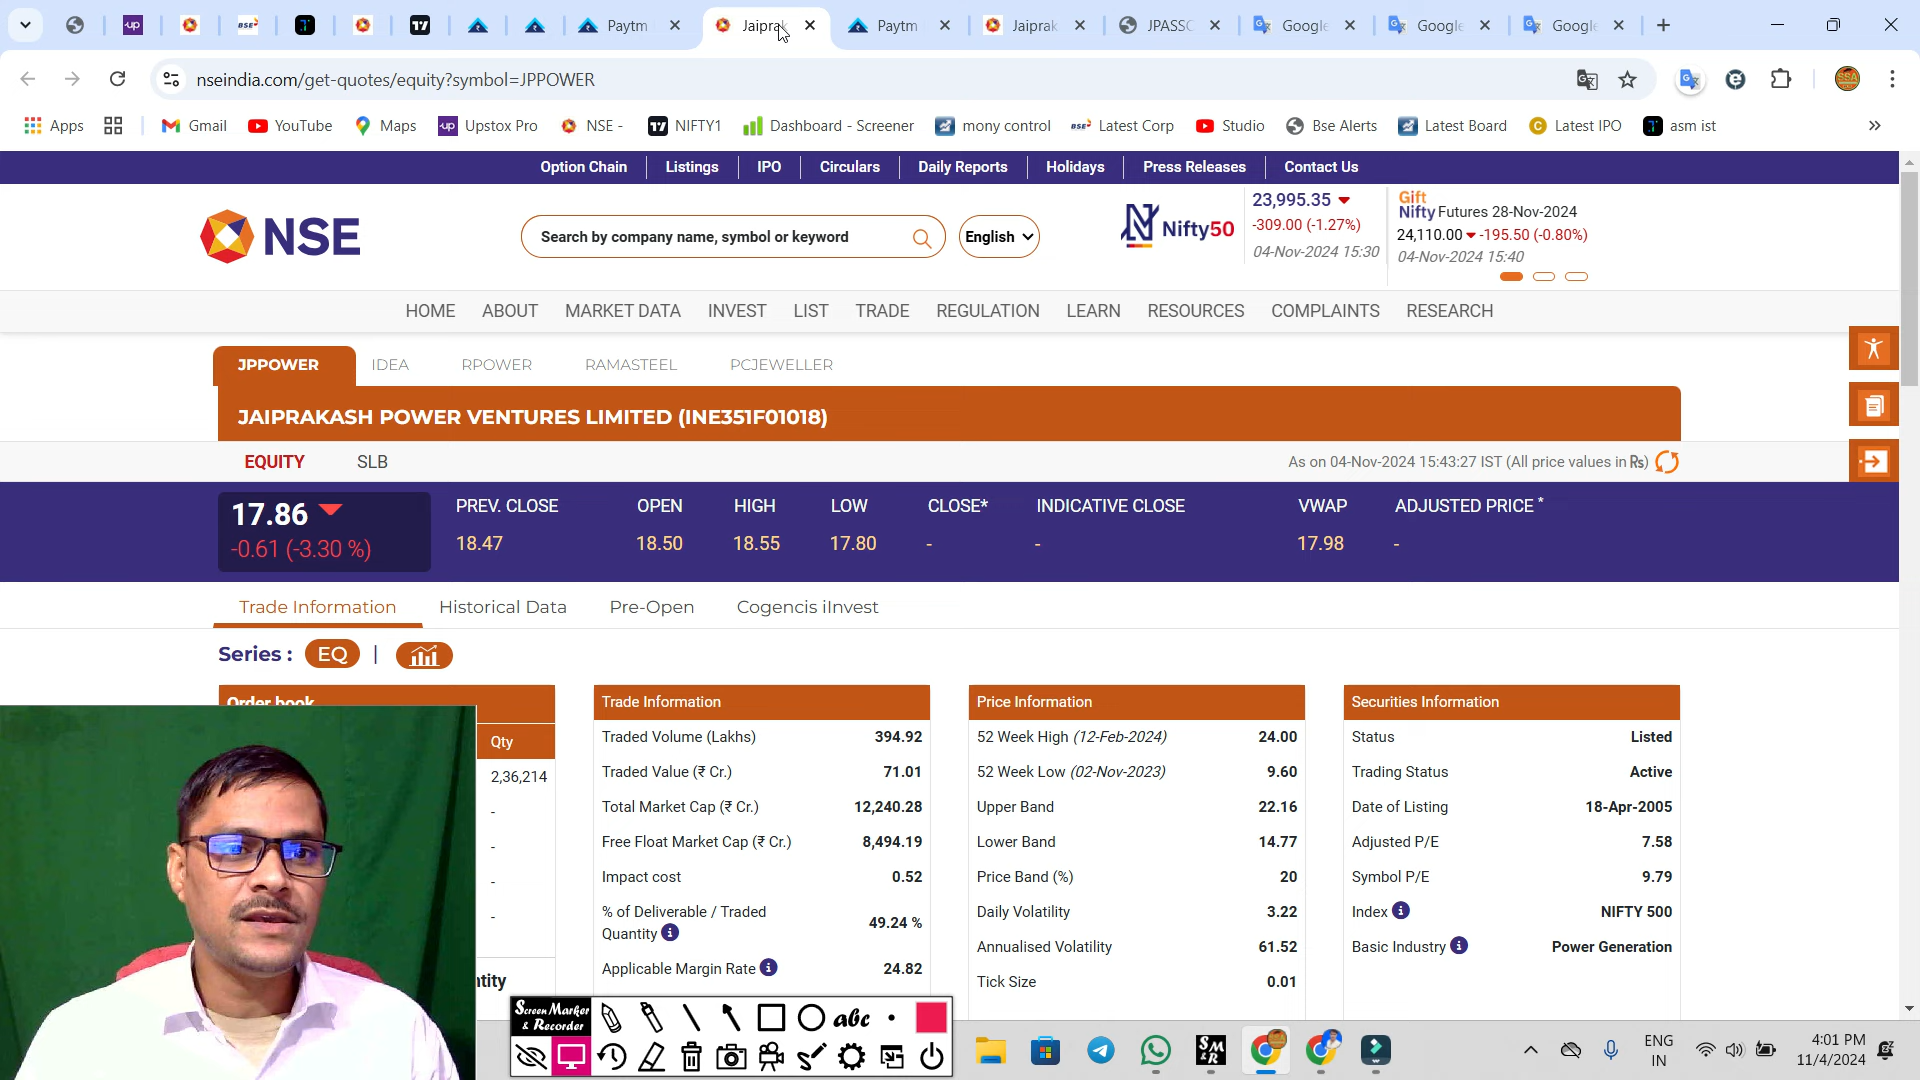 Paytm
Jaiprak
Paytm
Jaiprak
JPASSC
Google
Google
Google
nseindia.com/get-quotes/equity?symbol=JPPOWER
Apps
Gmail
YouTube
Maps
up Upstox Pro
NSE -
NIFTY1
Dashboard - Screener
mony control
BSE Latest Corp
Studio
Bse Alerts
Latest Board
Latest IPO
asm ist
Option Chain
Listings
IPO
Circulars
Daily Reports
Holidays
Press Releases
Contact Us
NSE
Search by company name, symbol or keyword
English
Nifty50
23,995.35
-309.00 (-1.27%)
04-Nov-2024 15:30
Gift
Nifty Futures 28-Nov-2024
24,110.00 -195.50 (-0.80%)
04-Nov-2024 15:40
HOME ABOUT MARKET DATA INVEST LIST TRADE REGULATION LEARN RESOURCES COMPLAINTS RESEARCH
JPPOWER IDEA RPOWER RAMASTEEL PCJEWELLER
JAIPRAKASH POWER VENTURES LIMITED (INE351F01018)
EQUITY SLB
As on 04-Nov-2024 15:43:27 IST (All price values in Rs)
17.86
-0.61 (-3.30 %)
PREV. CLOSE OPEN HIGH LOW CLOSE* INDICATIVE CLOSE VWAP ADJUSTED PRICE *
18.47 18.50 18.55 17.80 - - 17.98 -
Trade Information Historical Data Pre-Open Cogencis iInvest
Series : EQ |
Order book
Qty
2,36,214
-
-
-
-
ntity
Trade Information
Traded Volume (Lakhs) 394.92
Traded Value (₹ Cr.) 71.01
Total Market Cap (₹ Cr.) 12,240.28
Free Float Market Cap (₹ Cr.) 8,494.19
Impact cost 0.52
% of Deliverable / Traded
Quantity 49.24 %
Applicable Margin Rate 24.82
Price Information
52 Week High (12-Feb-2024) 24.00
52 Week Low (02-Nov-2023) 9.60
Upper Band 22.16
Lower Band 14.77
Price Band (%) 20
Daily Volatility 3.22
Annualised Volatility 61.52
Tick Size 0.01
Securities Information
Status Listed
Trading Status Active
Date of Listing 18-Apr-2005
Adjusted P/E 7.58
Symbol P/E 9.79
Index NIFTY 500
Basic Industry Power Generation
Screen Marker
& Recorder
abc
ENG
IN
4:01 PM
11/4/2024